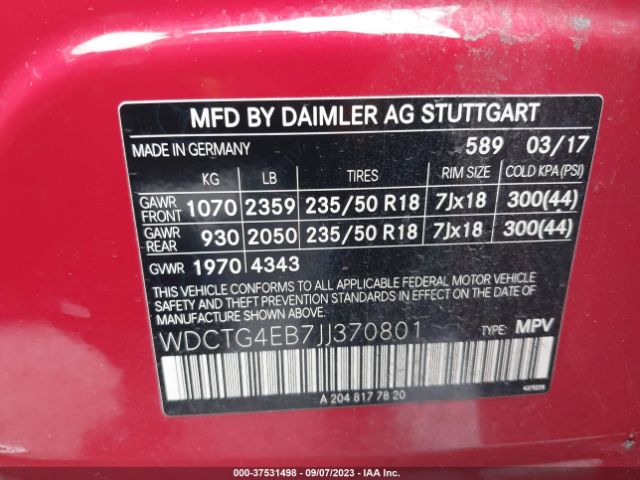 MFD BY DAIMLER AG STUTTGART
MADE IN GERMANY 589 03/17
KG LB TIRES RIM SIZE COLD KPA (PSI)
GAWR FRONT 1070 2359 235/50 R18 7Jx18 300(44)
GAWR REAR 930 2050 235/50 R18 7Jx18 300(44)
GVWR 1970 4343
THIS VEHICLE CONFORMS TO ALL APPLICABLE FEDERAL MOTOR VEHICLE
SAFETY AND THEFT PREVENTION STANDARDS IN EFFECT ON THE DATE OF
MANUFACTURE SHOWN ABOVE.
WDCTG4EB7JJ370801 TYPE: MPV
A 204 817 78 20
000-37531498 - 09/07/2023 - IAA Inc.